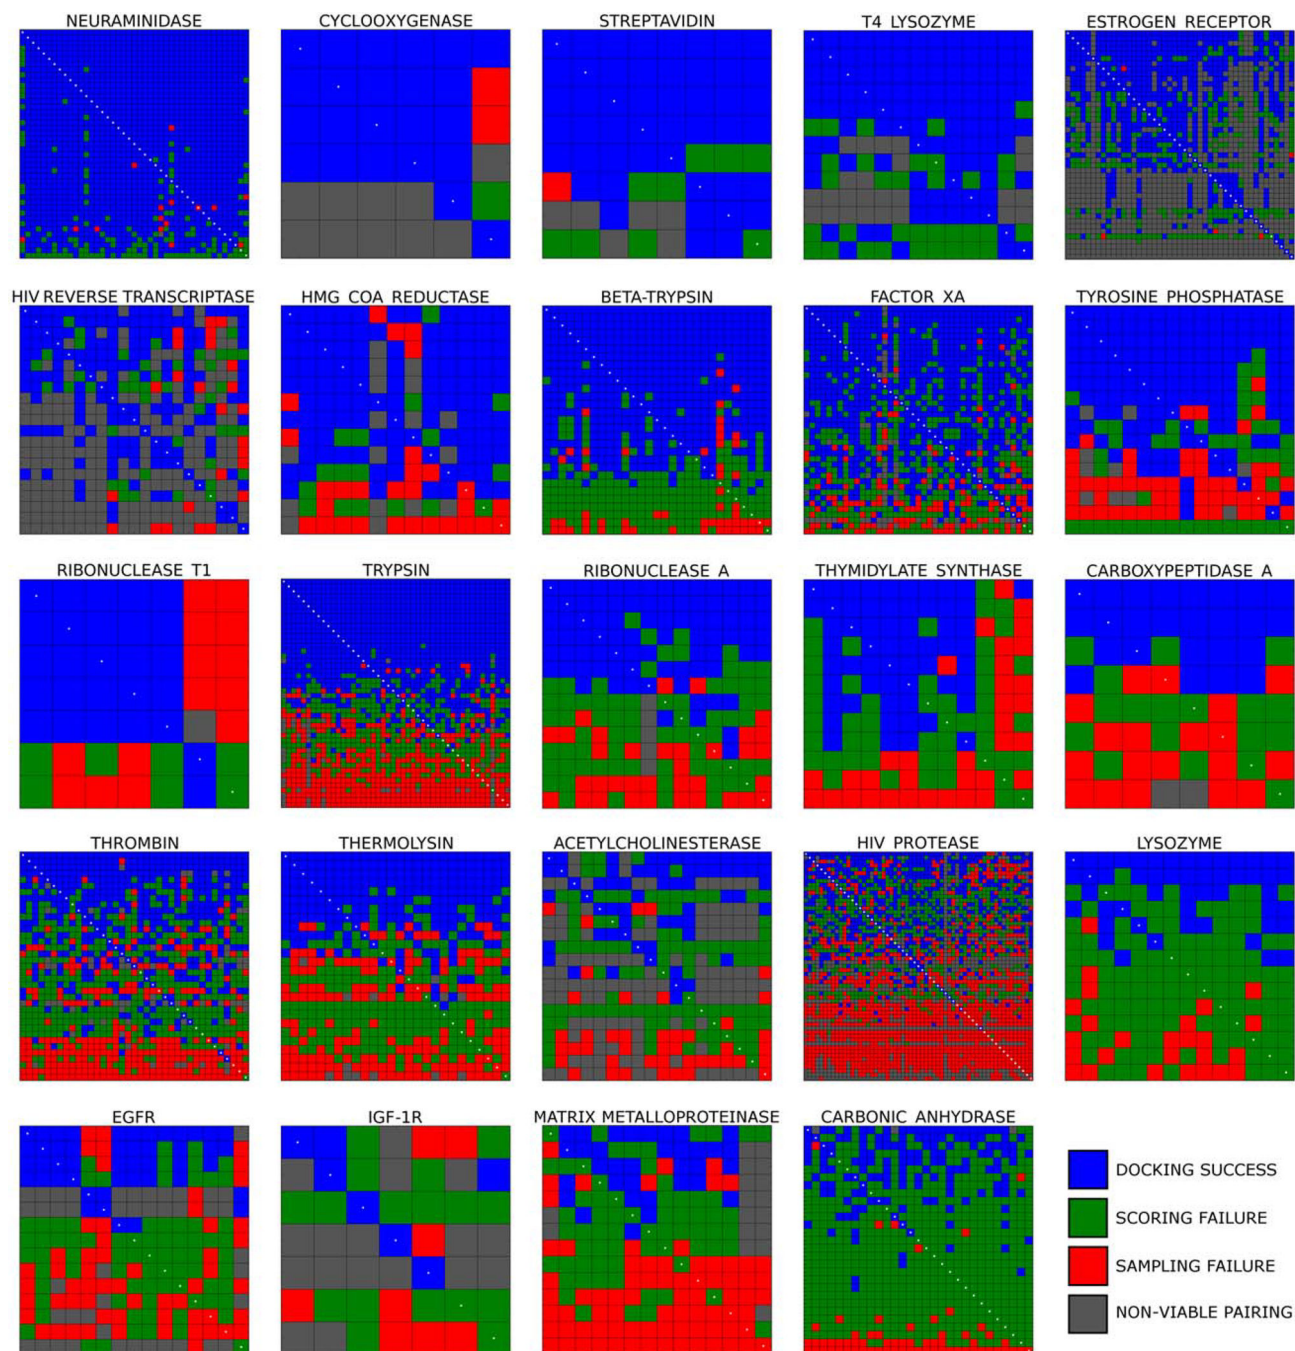 NEURAMINIDASE
CYCLOOXYGENASE
STREPTAVIDIN
T4 LYSOZYME
ESTROGEN RECEPTOR
HIV REVERSE TRANSCRIPTASE
HMG COA REDUCTASE
BETA-TRYPSIN
FACTOR XA
TYROSINE PHOSPHATASE
RIBONUCLEASE T1
TRYPSIN
RIBONUCLEASE A
THYMIDYLATE SYNTHASE
CARBOXYPEPTIDASE A
THROMBIN
THERMOLYSIN
ACETYLCHOLINESTERASE
HIV PROTEASE
LYSOZYME
EGFR
IGF-1R
MATRIX METALLOPROTEINASE
CARBONIC ANHYDRASE
DOCKING SUCCESS
SCORING FAILURE
SAMPLING FAILURE
NON-VIABLE PAIRING